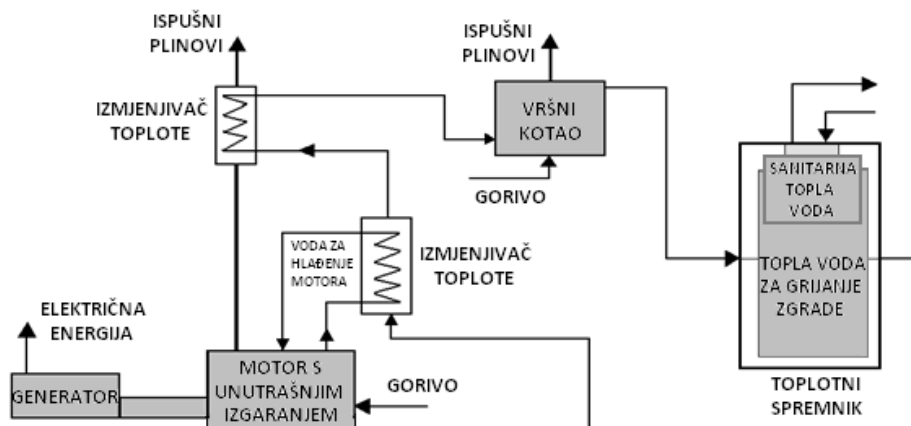 ISPUŠNI
PLINOVI
IZMJENJIVAČ
TOPLOTE
ISPUŠNI
PLINOVI
VRŠNI
KOTAO
GORIVO
SANITARNA
TOPLA
VODA
TOPLA VODA
ZA GRIJANJE
ZGRADE
TOPLOTNI
SPREMNIK
VODA ZA
HLAĐENJE
MOTORA
IZMJENJIVAČ
TOPLOTE
ELEKTRIČNA
ENERGIJA
GENERATOR
MOTOR S
UNUTRAŠNJIM
IZGARANJEM
GORIVO